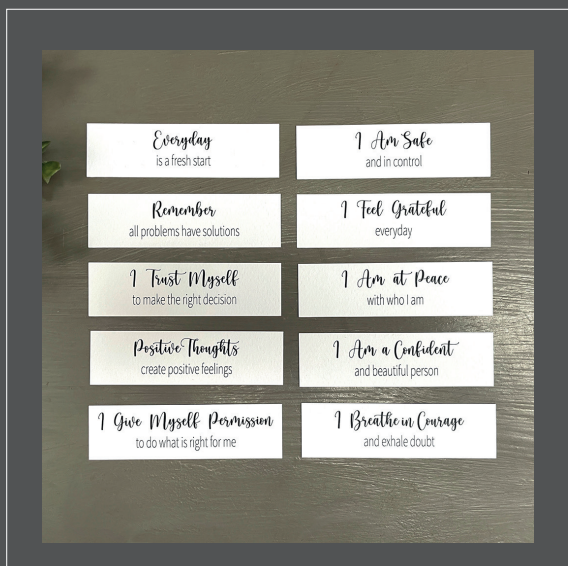 Everyday
is a fresh start
I Am Safe
and in control
Remember
all problems have solutions
I Feel Grateful
everyday
I Trust Myself
to make the right decision
I Am at Peace
with who I am
Positive Thoughts
create positive feelings
I Am a Confident
and beautiful person
I Give Myself Permission
to do what is right for me
I Breathe in Courage
and exhale doubt